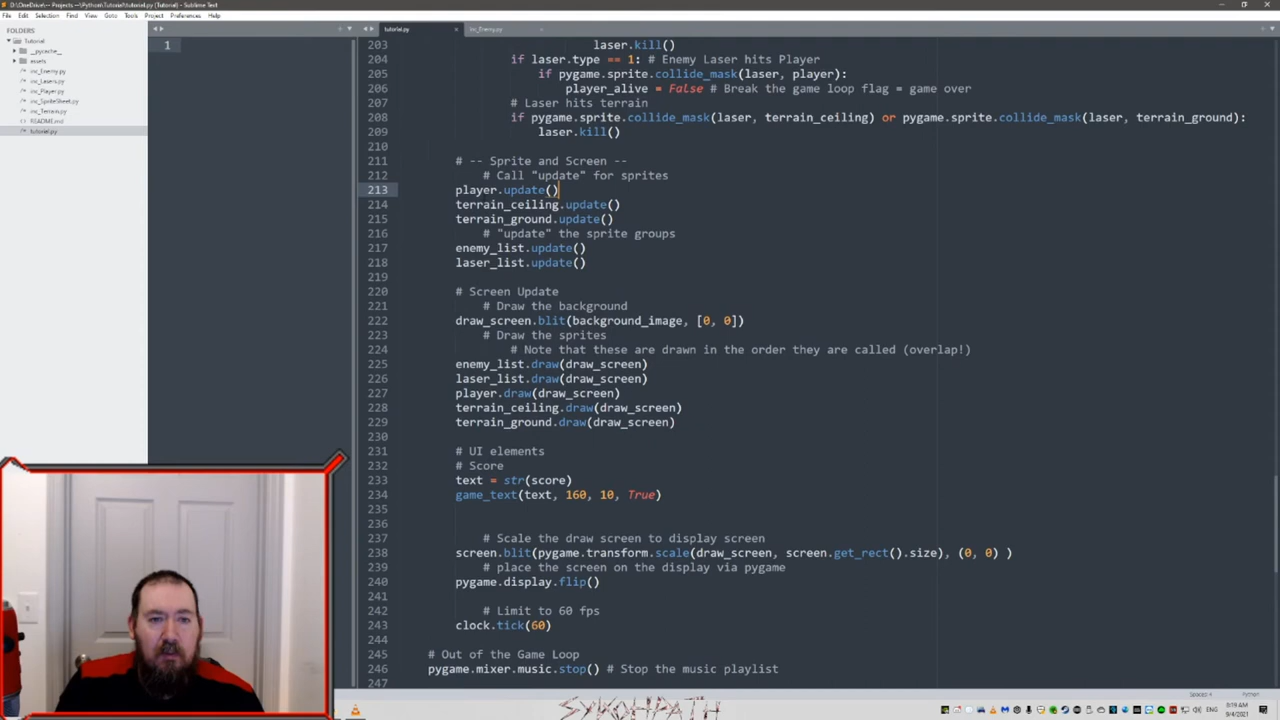 D:\OneDrive\-- Projects --\Python\Tutorial\tutorial.py (Tutorial) - Sublime Text
File Edit Selection Find View Goto Tools Project Preferences Help
FOLDERS
Tutorial
__pycache__
assets
inc_Enemy.py
inc_Lasers.py
inc_Player.py
inc_SpriteSheet.py
inc_Terrain.py
README.md
tutorial.py
1
tutorial.py
inc_Enemy.py
203 laser.kill()
204 if laser.type == 1: # Enemy Laser hits Player
205 if pygame.sprite.collide_mask(laser, player):
206 player_alive = False # Break the game loop flag = game over
207 # Laser hits terrain
208 if pygame.sprite.collide_mask(laser, terrain_ceiling) or pygame.sprite.collide_mask(laser, terrain_ground):
209 laser.kill()
210
211 # -- Sprite and Screen --
212 # Call "update" for sprites
213 player.update()
214 terrain_ceiling.update()
215 terrain_ground.update()
216 # "update" the sprite groups
217 enemy_list.update()
218 laser_list.update()
219
220 # Screen Update
221 # Draw the background
222 draw_screen.blit(background_image, [0, 0])
223 # Draw the sprites
224 # Note that these are drawn in the order they are called (overlap!)
225 enemy_list.draw(draw_screen)
226 laser_list.draw(draw_screen)
227 player.draw(draw_screen)
228 terrain_ceiling.draw(draw_screen)
229 terrain_ground.draw(draw_screen)
230
231 # UI elements
232 # Score
233 text = str(score)
234 game_text(text, 160, 10, True)
235
236
237 # Scale the draw screen to display screen
238 screen.blit(pygame.transform.scale(draw_screen, screen.get_rect().size), (0, 0) )
239 # place the screen on the display via pygame
240 pygame.display.flip()
241
242 # Limit to 60 fps
243 clock.tick(60)
244
245 # Out of the Game Loop
246 pygame.mixer.music.stop() # Stop the music playlist
247
Spaces: 4 Python
ENG
9:19 AM
9/4/2021